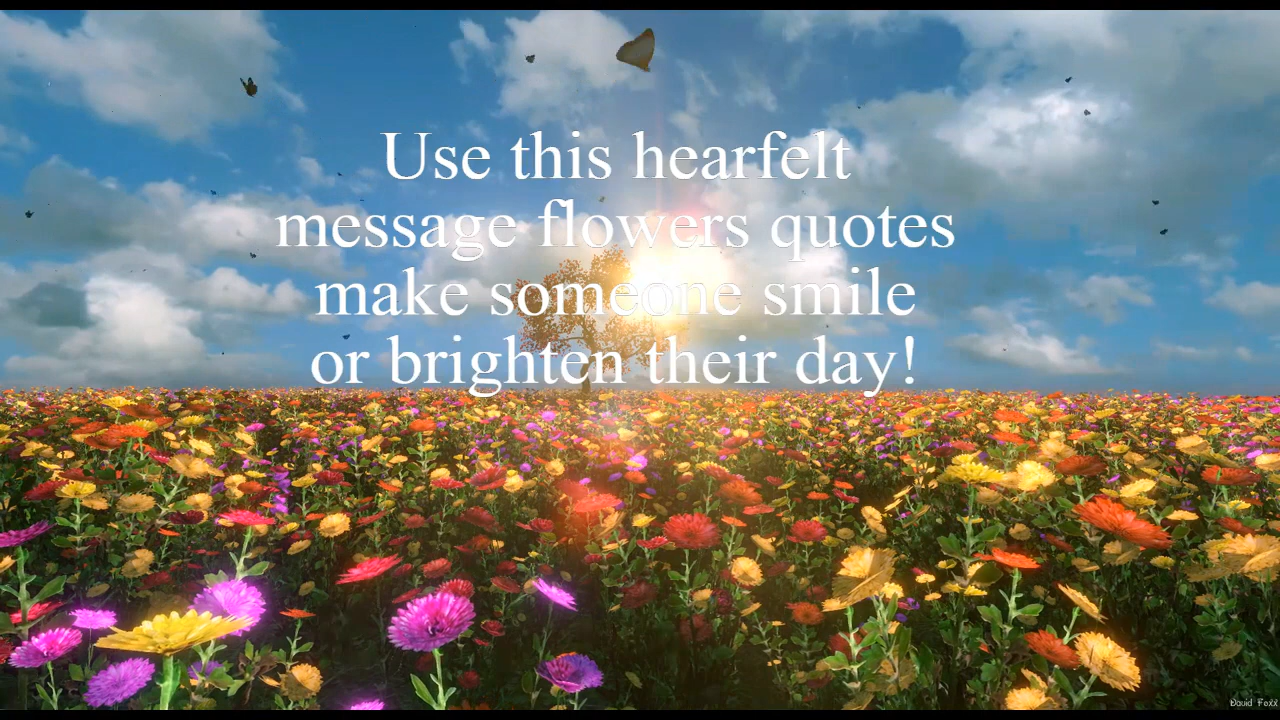 Use this hearfelt
message flowers quotes
make someone smile
or brighten their day!
David Foxx